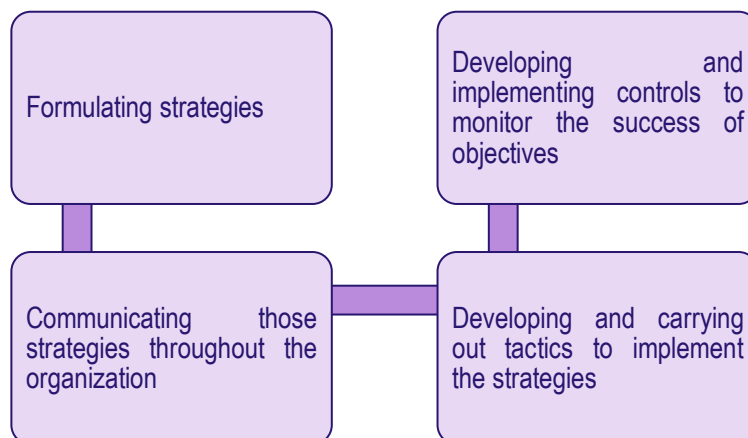 Formulating strategies
Communicating those
strategies throughout the
organization
Developing and carrying
out tactics to implement
the strategies
Developing and
implementing controls to
monitor the success of
objectives